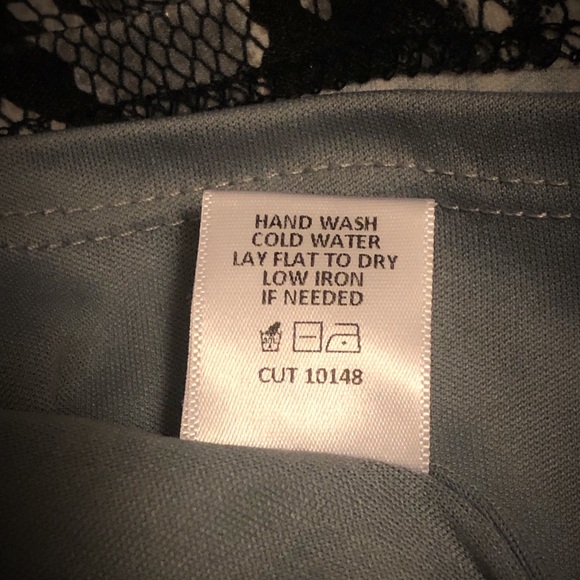 HAND WASH
COLD WATER
LAY FLAT TO DRY
LOW IRON
IF NEEDED
CUT 10148